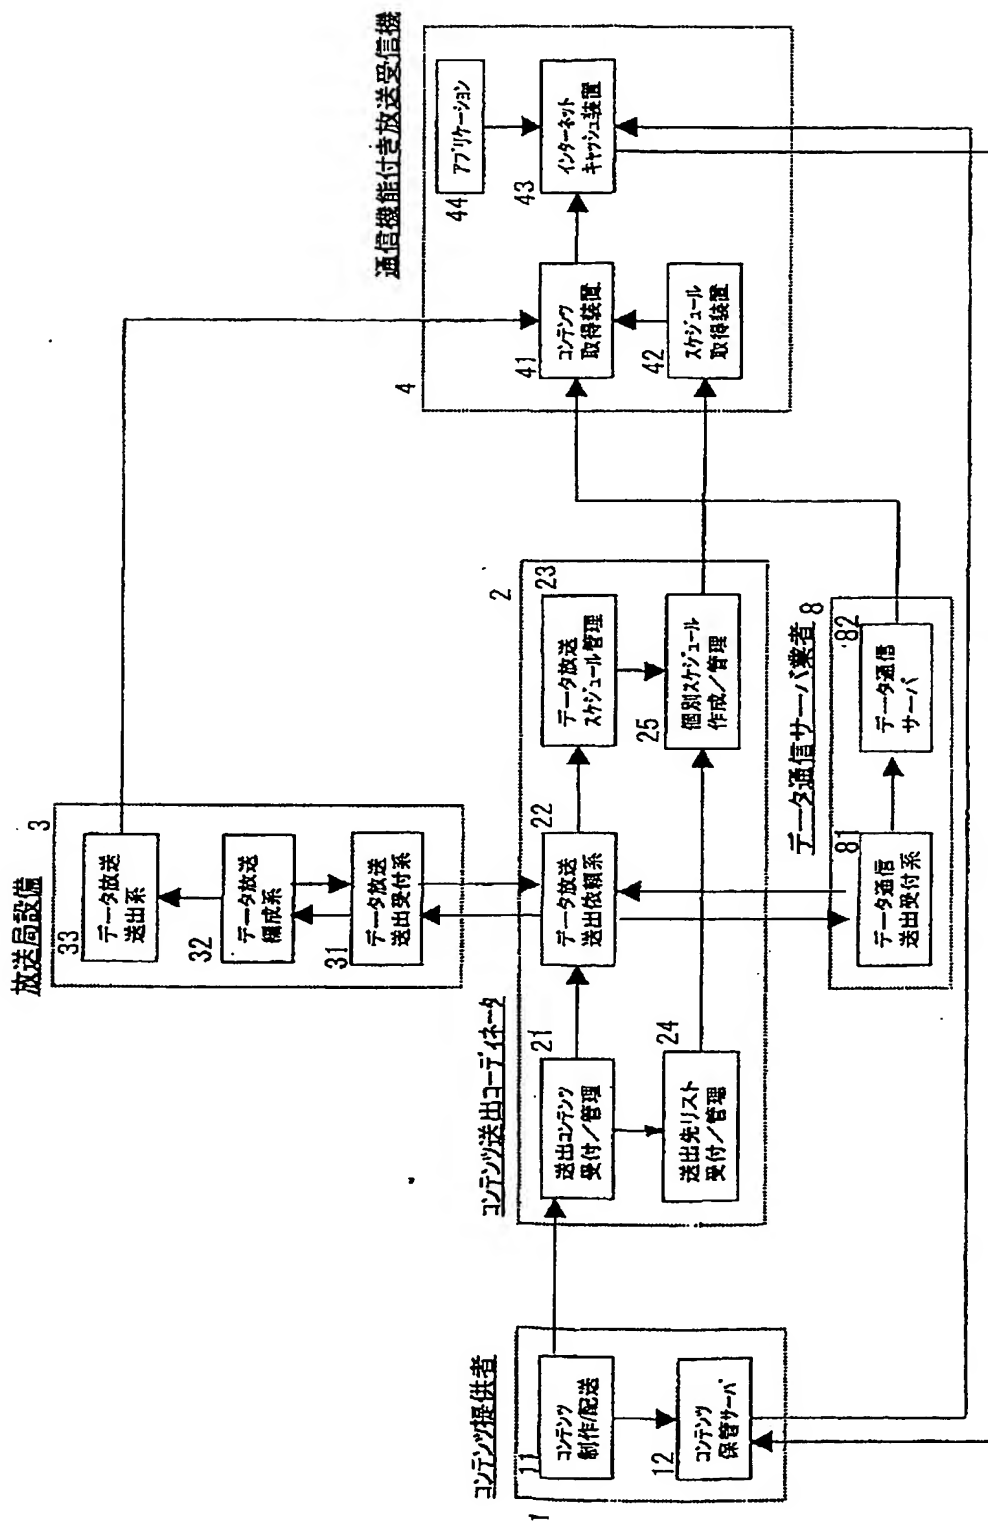 コンテンツ提供者
1
11
コンテンツ
制作/配送
12
コンテンツ
保管サーバ
コンテンツ送出コーディネータ
2
21
送出コンテンツ
受付/管理
22
データ放送
送出依頼系
23
データ放送
スケジュール管理
24
送出先リスト
受付/管理
25
個別スケジュール
作成/管理
放送局設備
3
33
データ放送
送出系
32
データ放送
編成系
31
データ放送
送出受付系
データ通信サーバ業者
8
81
データ通信
送出受付系
82
データ通信
サーバ
通信機能付き放送受信機
4
41
コンテンツ
取得装置
42
スケジュール
取得装置
43
インターネット
キャッシュ装置
44
アプリケーション